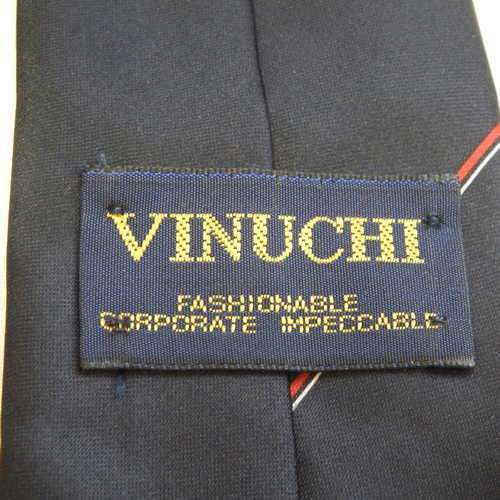 VINUCHI
FASHIONABLE
CORPORATE IMPECCABLE